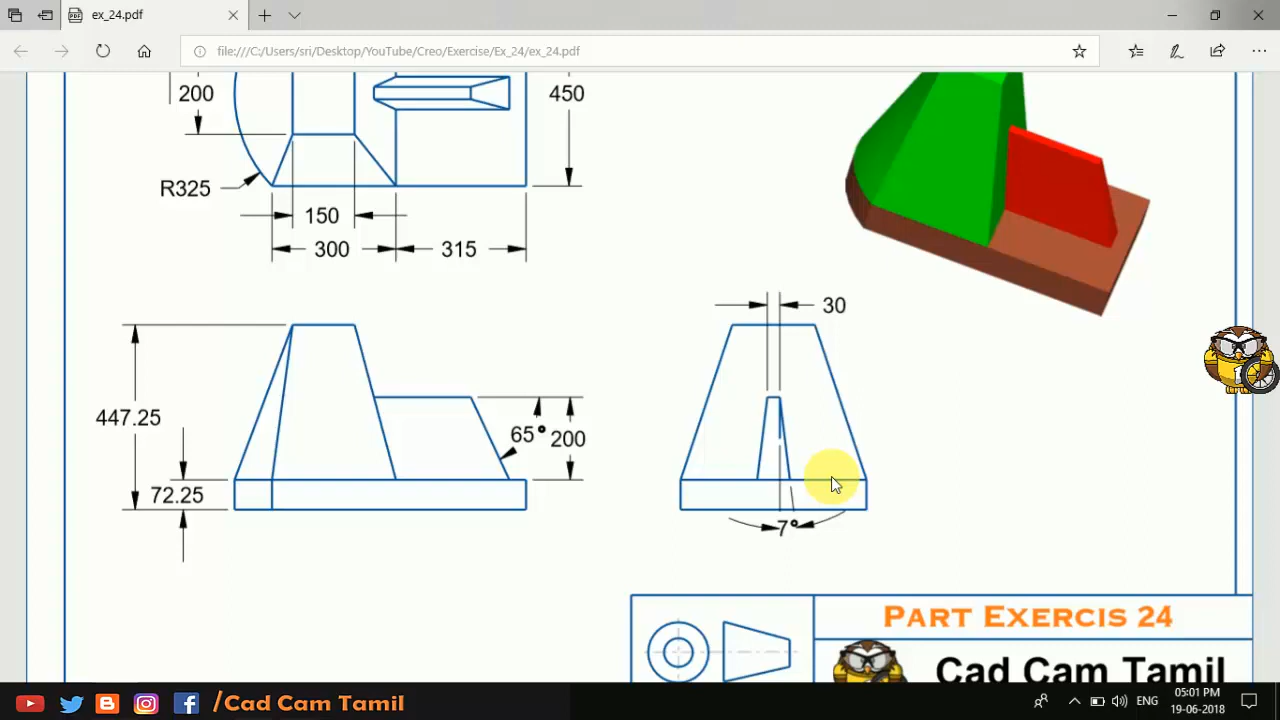 ex_24.pdf
file:///C:/Users/sri/Desktop/YouTube/Creo/Exercise/Ex_24/ex_24.pdf
200
450
R325
150
300
315
30
447.25
65°
200
72.25
7°
PART EXERCIS 24
Cad Cam Tamil
/Cad Cam Tamil
ENG
05:01 PM
19-06-2018